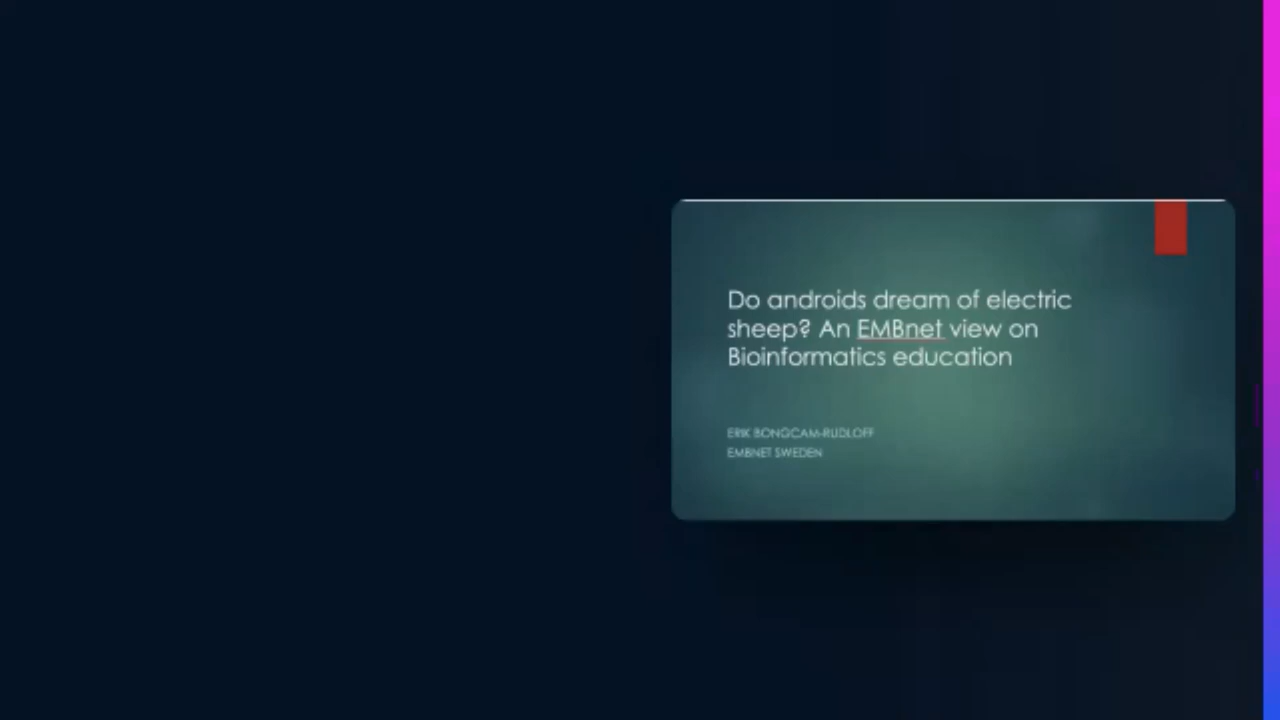 Do androids dream of electric
sheep? An EMBnet view on
Bioinformatics education
ERIK BONGCAM-RUDLOFF
EMBNET SWEDEN